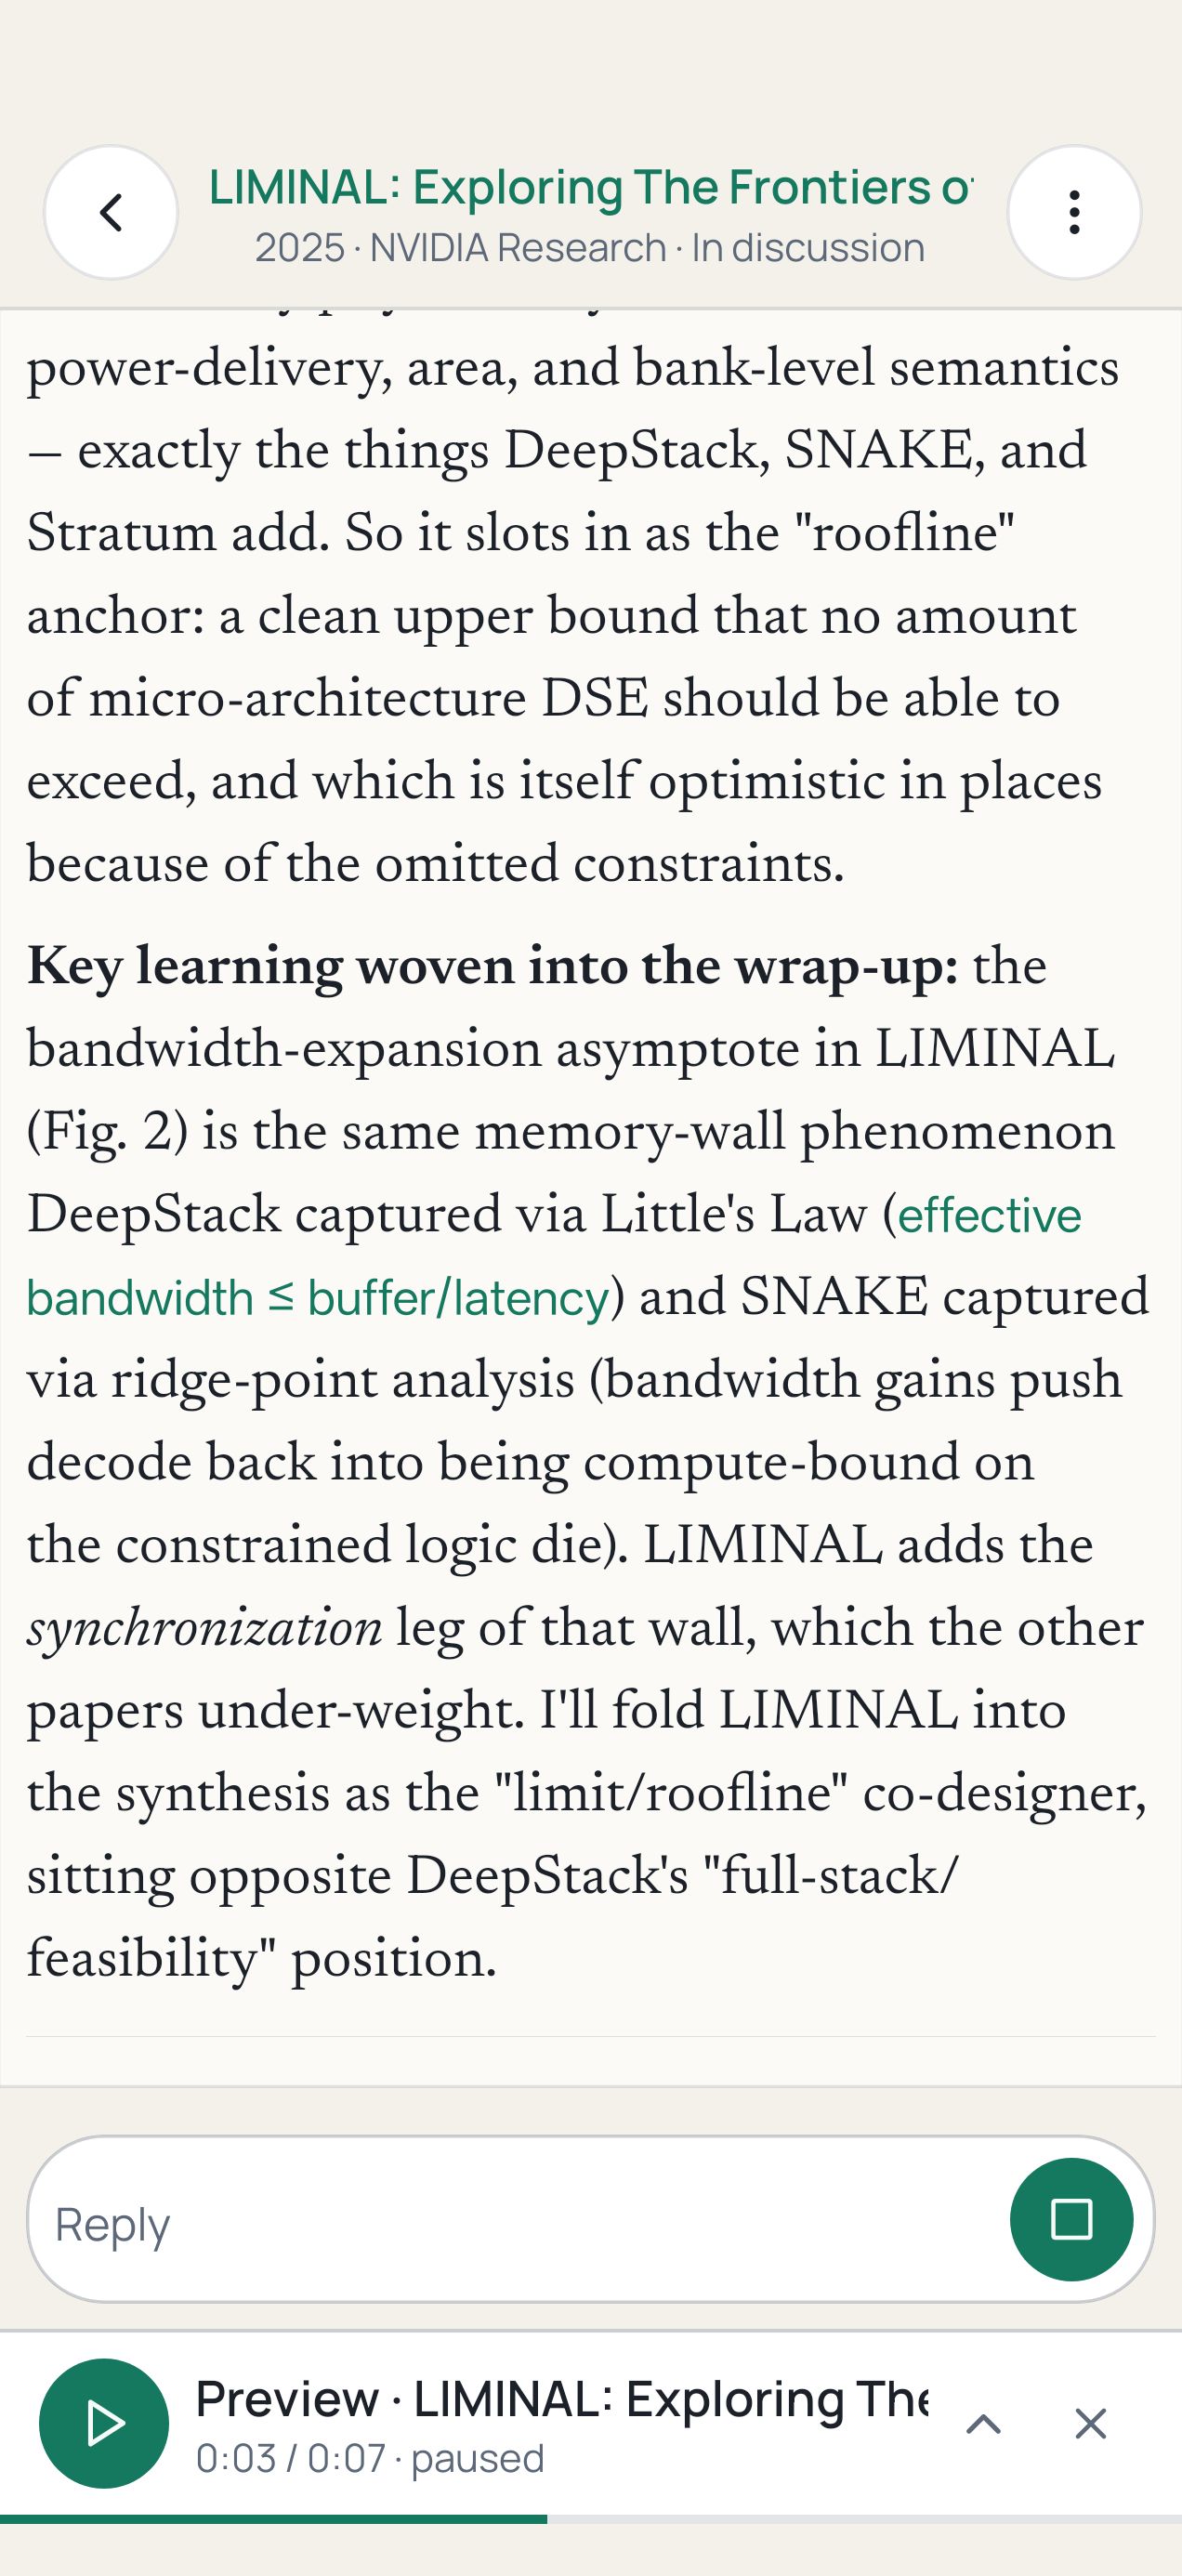 LIMINAL: Exploring The Frontiers
2025 · NVIDIA Research · In discussion
power-delivery, area, and bank-level semantics
– exactly the things DeepStack, SNAKE, and
Stratum add. So it slots in as the "roofline"
anchor: a clean upper bound that no amount
of micro-architecture DSE should be able to
exceed, and which is itself optimistic in places
because of the omitted constraints.
Key learning woven into the wrap-up: the
bandwidth-expansion asymptote in LIMINAL
(Fig. 2) is the same memory-wall phenomenon
DeepStack captured via Little's Law (effective
bandwidth ≤ buffer/latency) and SNAKE captured
via ridge-point analysis (bandwidth gains push
decode back into being compute-bound on
the constrained logic die). LIMINAL adds the
synchronization leg of that wall, which the other
papers under-weight. I'll fold LIMINAL into
the synthesis as the "limit/roofline" co-designer,
sitting opposite DeepStack's "full-stack/
feasibility" position.
Reply
Preview · LIMINAL: Exploring The
0:03 / 0:07 · paused